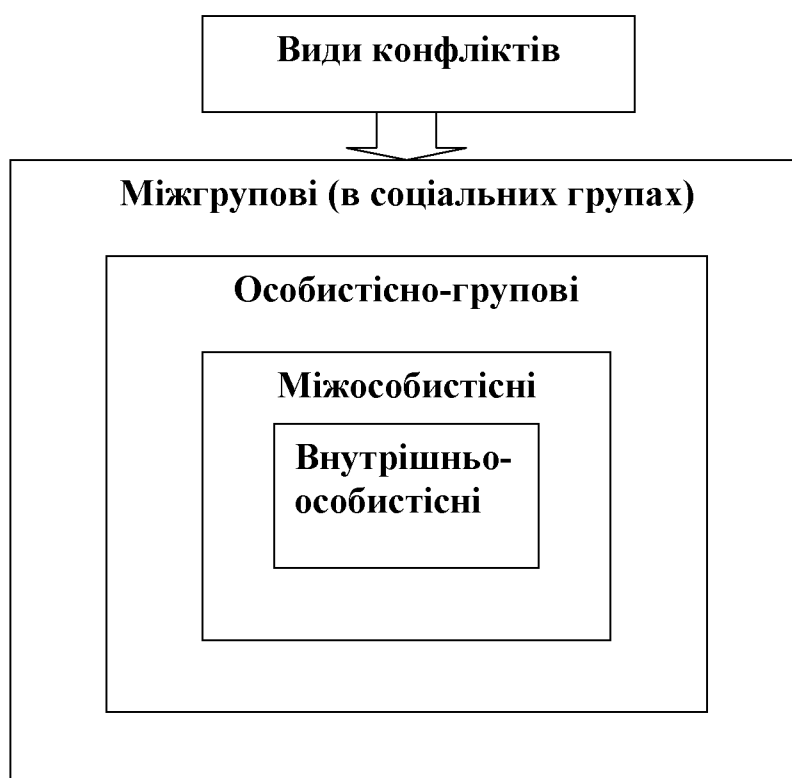 Види конфліктів
Міжгрупові (в соціальних групах)
Особистісно-групові
Міжособистісні
Внутрішньо-
особистісні